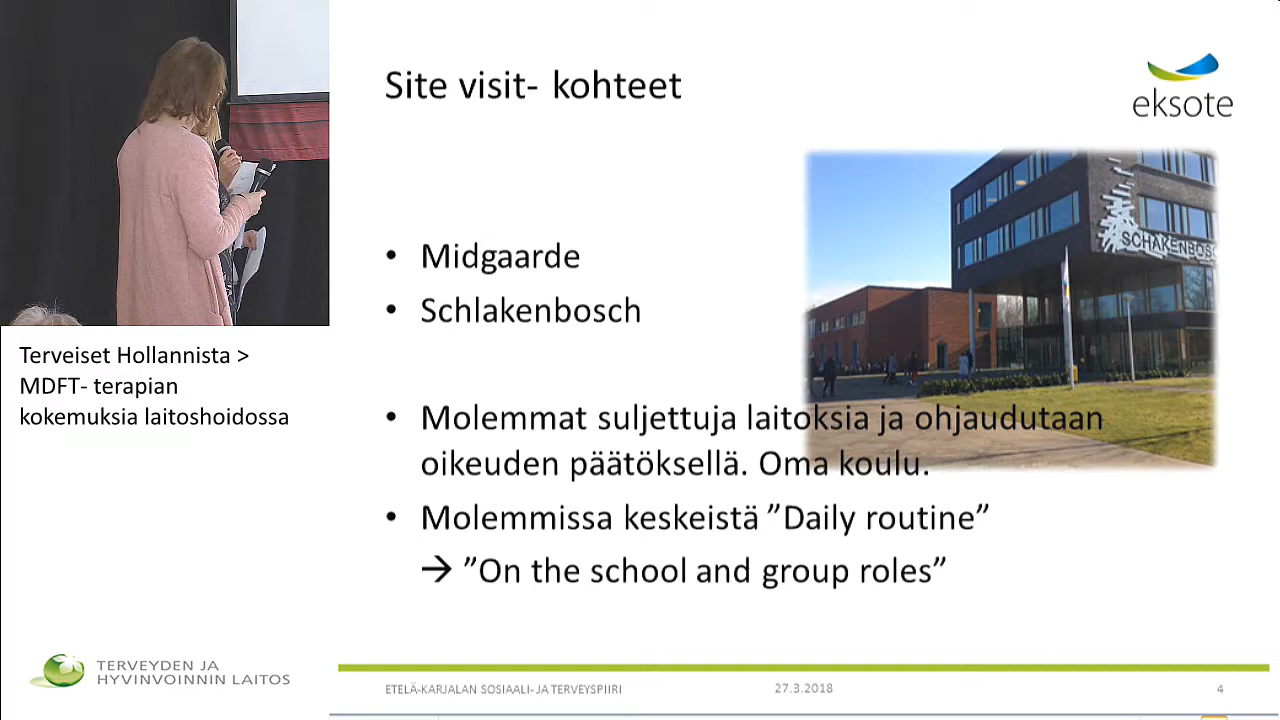 Site visit- kohteet
eksote
• Midgaarde
• Schlakenbosch
SCHAKENBOSC
• Molemmat suljettuja laitoksia ja ohjaudutaan
oikeuden päätöksellä. Oma koulu.
• Molemmissa keskeistä ”Daily routine”
→ ”On the school and group roles”
Terveiset Hollannista >
MDFT- terapian
kokemuksia laitoshoidossa
TERVEYDEN JA
HYVINVOINNIN LAITOS
ETELÄ-KARJALAN SOSIAALI- JA TERVEYSPIIRI
27.3.2018
4